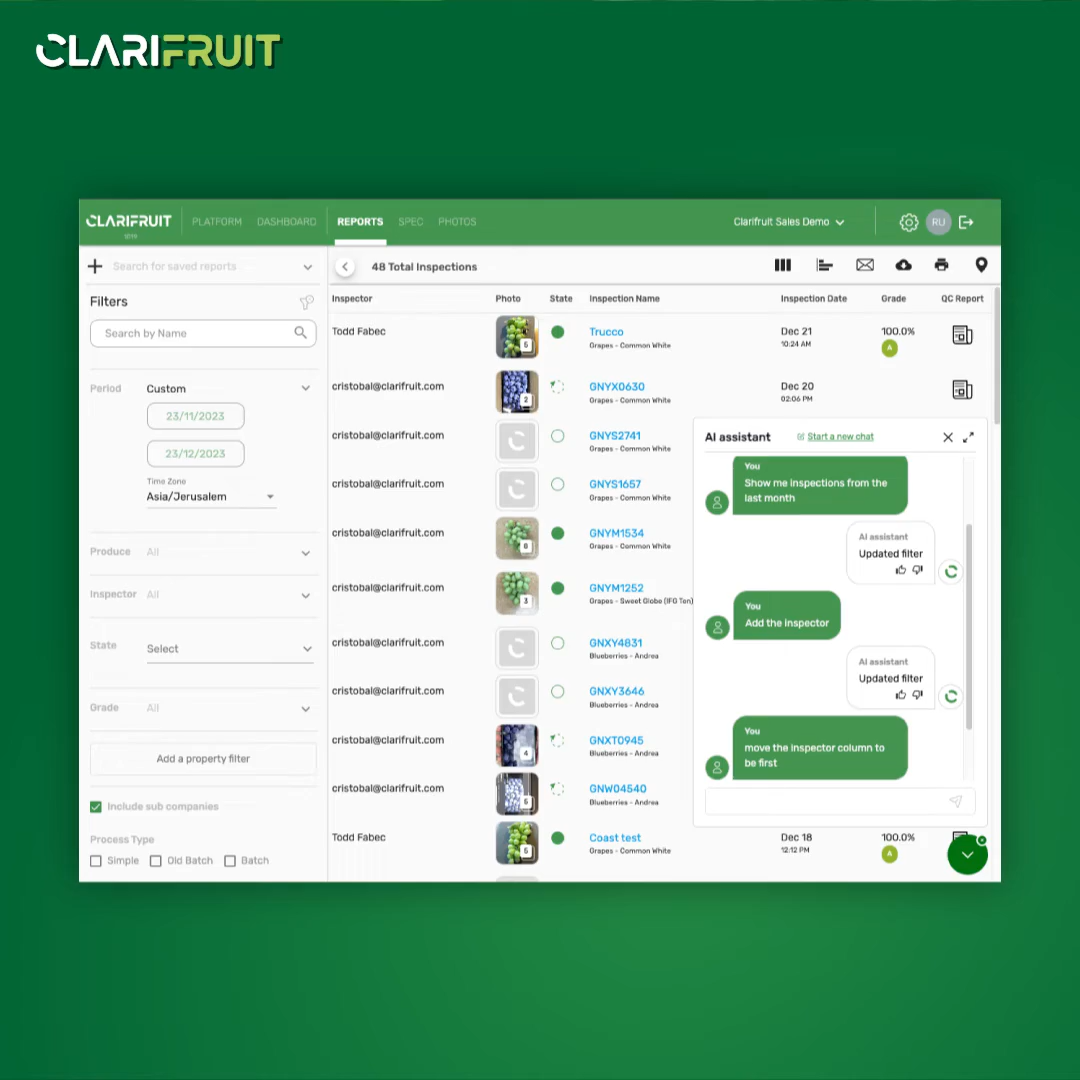 CLARIFRUIT
CLARIFRUIT
PLATFORM
DASHBOARD
REPORTS
SPEC
PHOTOS
Clarifruit Sales Demo
RU
Search for saved reports
48 Total Inspections
Filters
Search by Name
Period
Custom
23/11/2023
23/12/2023
Time Zone
Asia/Jerusalem
Produce All
Inspector All
State
Select
Grade All
Add a property filter
Include sub companies
Process Type
Simple
Old Batch
Batch
Inspector Photo State Inspection Name Inspection Date Grade QC Report
Todd Fabec 5 Trucco Dec 21 100.0%
Grapes - Common White 10:24 AM
A
cristobal@clarifruit.com 2 GNYX0630 Dec 20
Grapes - Common White 02:06 PM
cristobal@clarifruit.com GNYS2741
Grapes - Common White
cristobal@clarifruit.com GNYS1657
Grapes - Common White
cristobal@clarifruit.com GNYM1534
Grapes - Common White
cristobal@clarifruit.com 3 GNYM1252
Grapes - Sweet Globe (IFG Ten)
cristobal@clarifruit.com GNXY4831
Blueberries - Andrea
cristobal@clarifruit.com GNXY3646
Blueberries - Andrea
cristobal@clarifruit.com 4 GNXT0945
Blueberries - Andrea
cristobal@clarifruit.com 5 GNW04540
Blueberries - Andrea
Todd Fabec 5 Coast test Dec 18 100.0%
Grapes - Common White 12:12 PM
A
AI assistant
Start a new chat
You
Show me inspections from the
last month
AI assistant
Updated filter
You
Add the inspector
AI assistant
Updated filter
You
move the inspector column to
be first